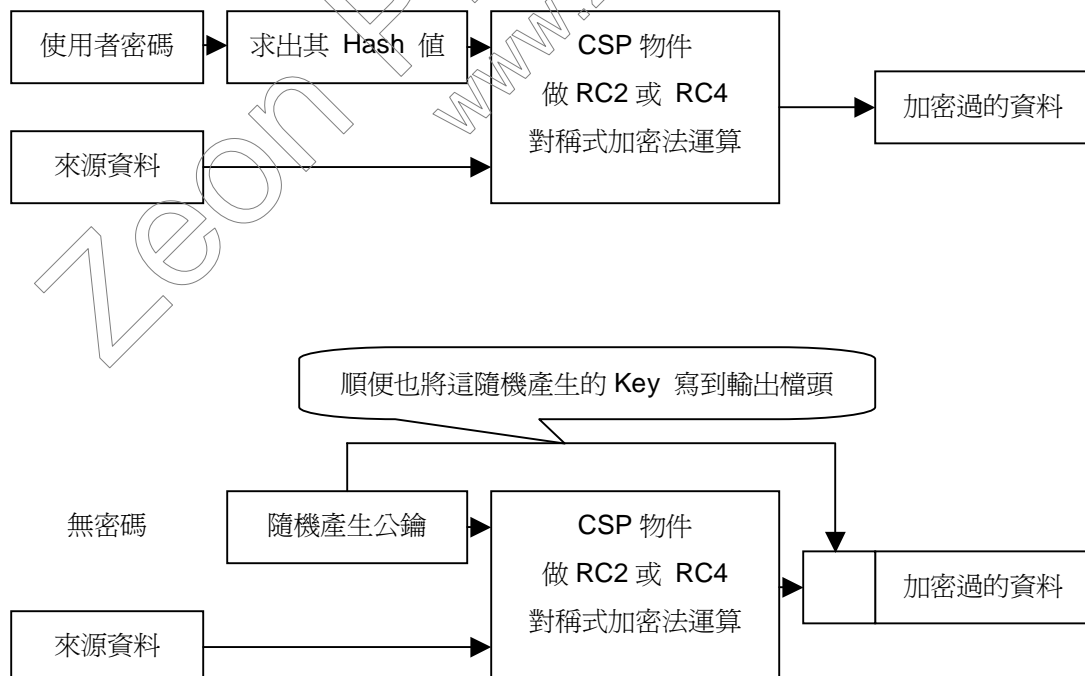 使用者密碼
求出其 Hash 值
CSP 物件
做 RC2 或 RC4
對稱式加密法運算
加密過的資料
來源資料
Zeon
www.
順便也將這隨機產生的 Key 寫到輸出檔頭
無密碼
隨機產生公鑰
CSP 物件
做 RC2 或 RC4
對稱式加密法運算
加密過的資料
來源資料